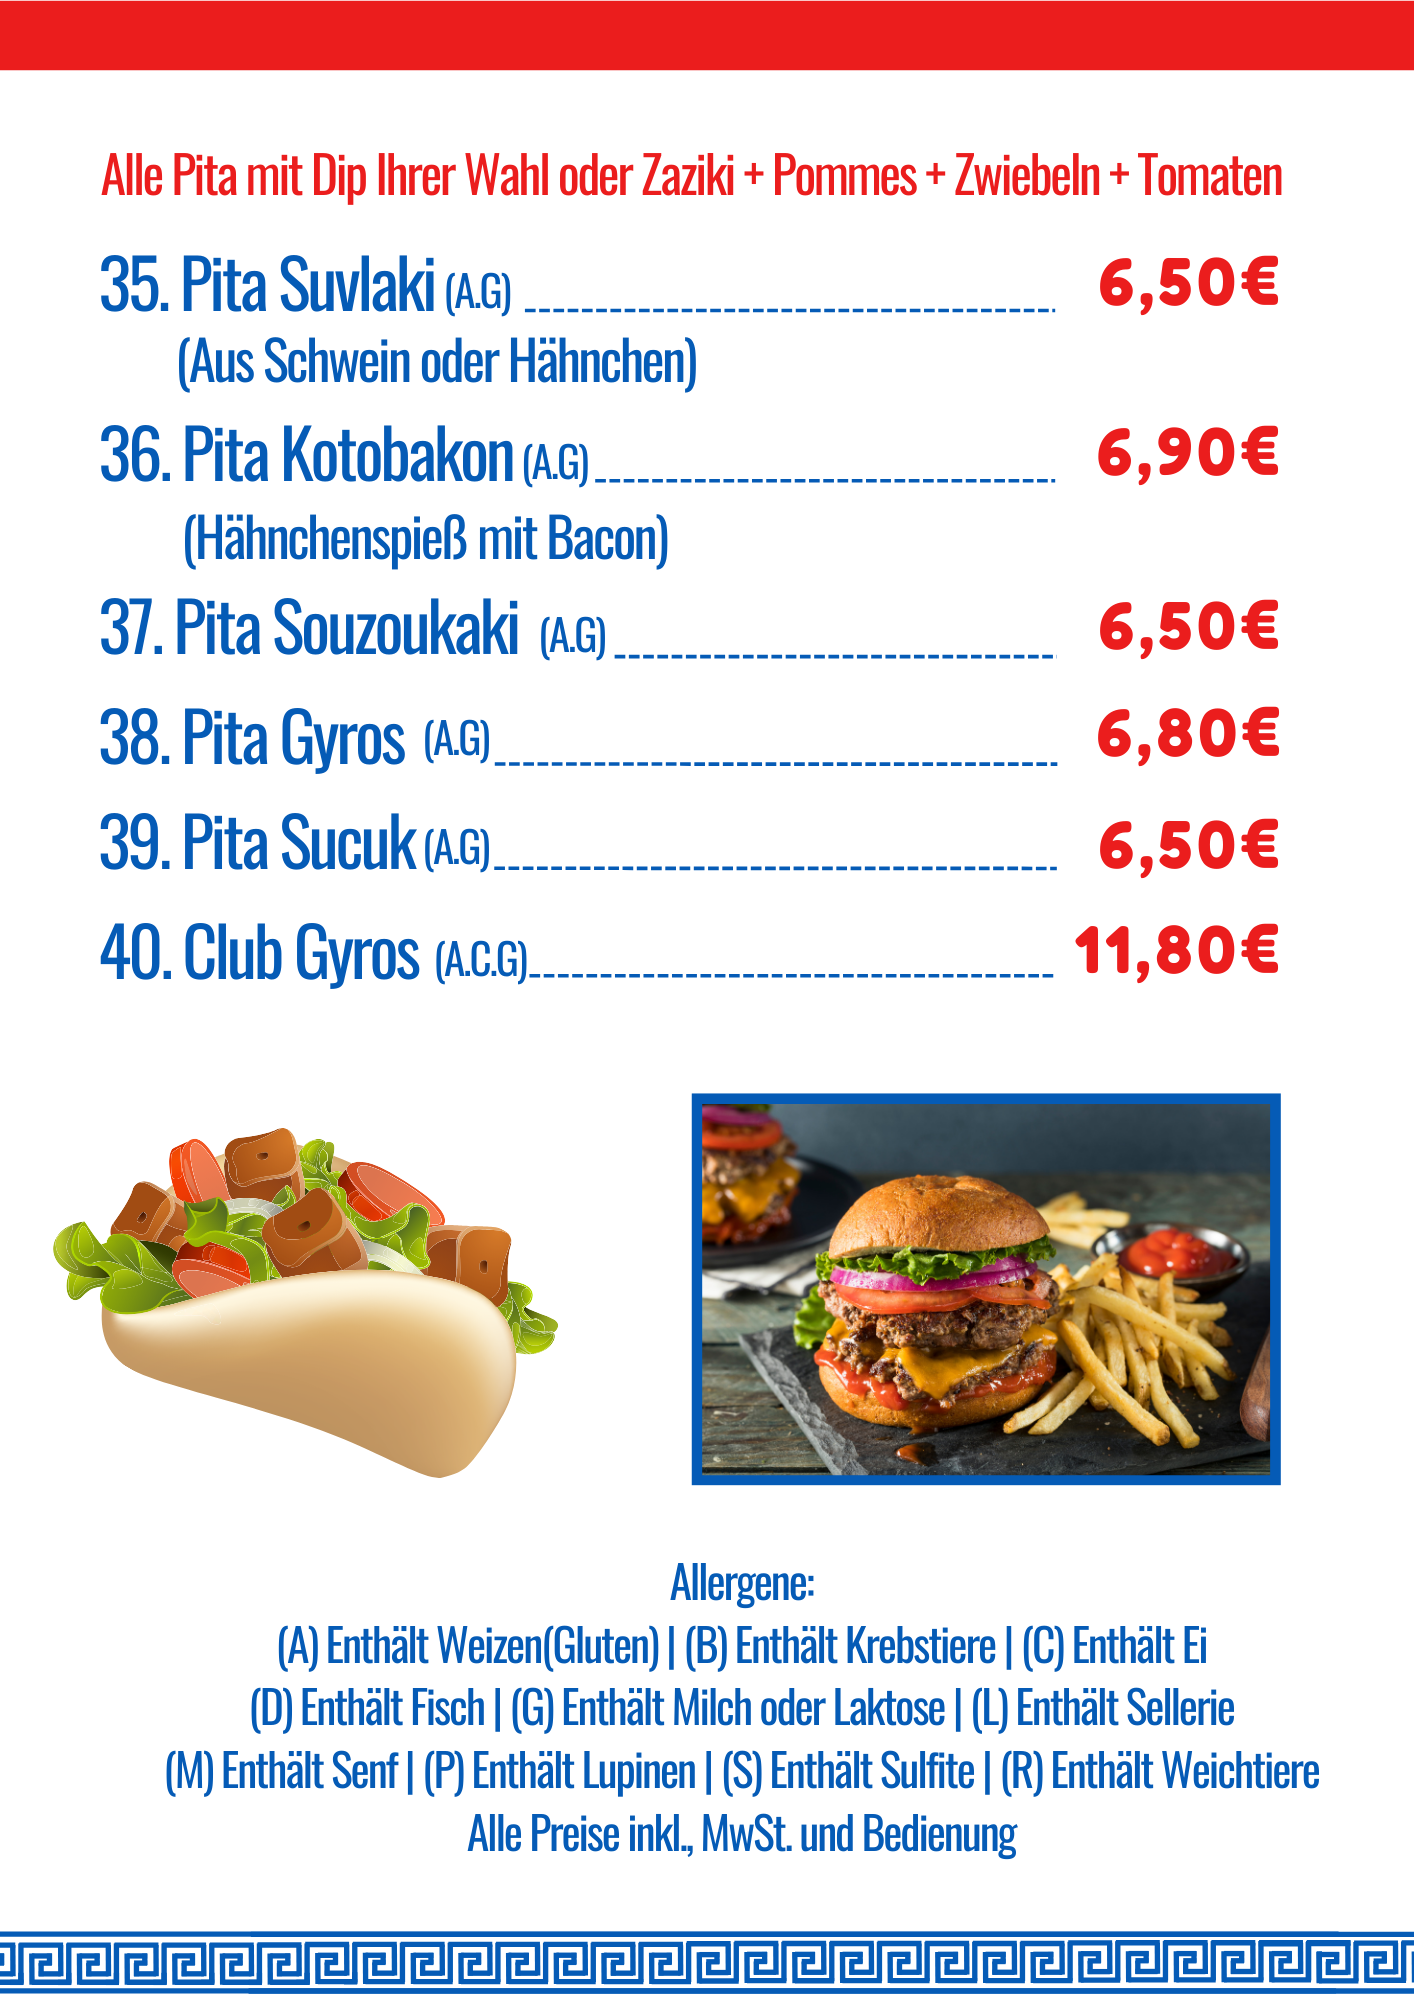 Alle Pita mit Dip Ihrer Wahl oder Zaziki + Pommes + Zwiebeln + Tomaten
35. Pita Suvlaki (A.G) 6,50€
(Aus Schwein oder Hähnchen)
36. Pita Kotobakon (A.G) 6,90€
(Hähnchenspieß mit Bacon)
37. Pita Souzoukaki (A.G) 6,50€
38. Pita Gyros (A.G) 6,80€
39. Pita Sucuk (A.G) 6,50€
40. Club Gyros (A.C.G) 11,80€
Allergene:
(A) Enthält Weizen(Gluten) | (B) Enthält Krebstiere | (C) Enthält Ei
(D) Enthält Fisch | (G) Enthält Milch oder Laktose | (L) Enthält Sellerie
(M) Enthält Senf | (P) Enthält Lupinen | (S) Enthält Sulfite | (R) Enthält Weichtiere
Alle Preise inkl., MwSt. und Bedienung